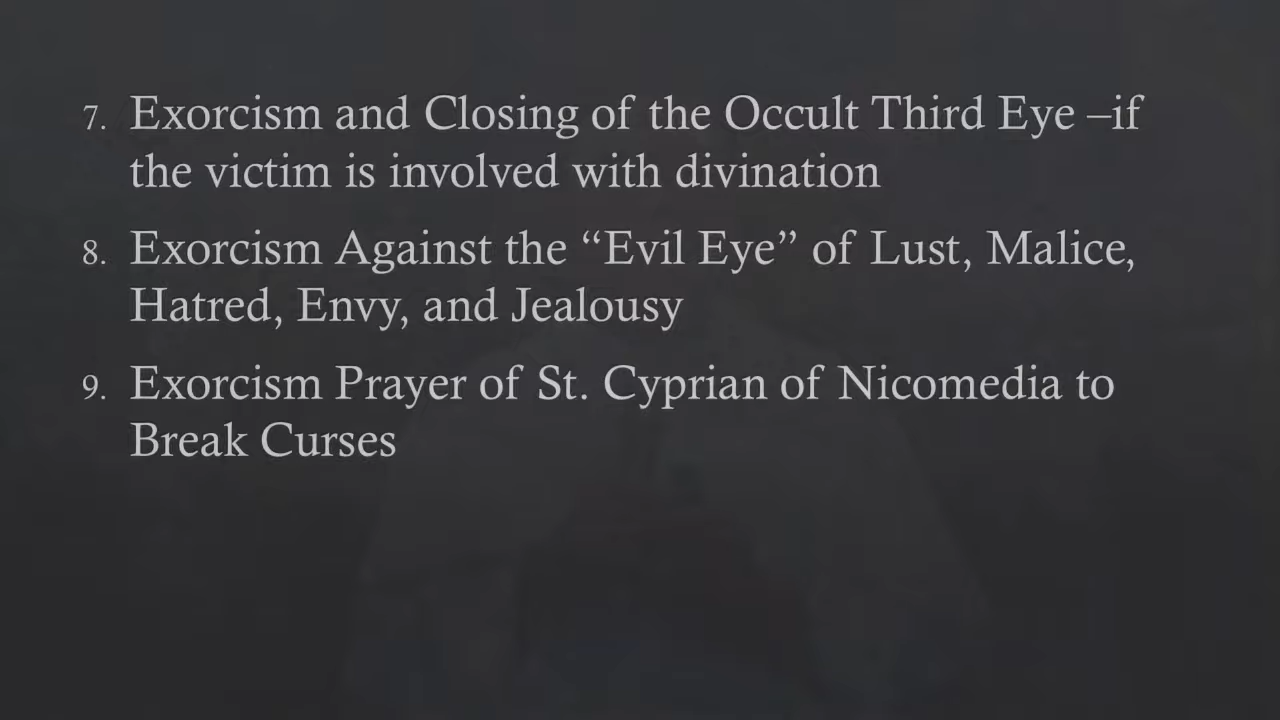 7. Exorcism and Closing of the Occult Third Eye –if
the victim is involved with divination
8. Exorcism Against the “Evil Eye” of Lust, Malice,
Hatred, Envy, and Jealousy
9. Exorcism Prayer of St. Cyprian of Nicomedia to
Break Curses